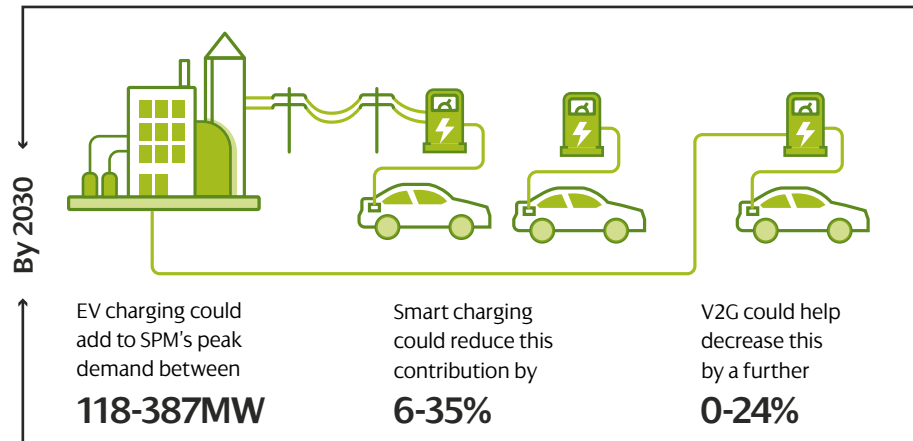 By 2030
EV charging could
add to SPM's peak
demand between
118-387MW
Smart charging
could reduce this
contribution by
6-35%
V2G could help
decrease this
by a further
0-24%